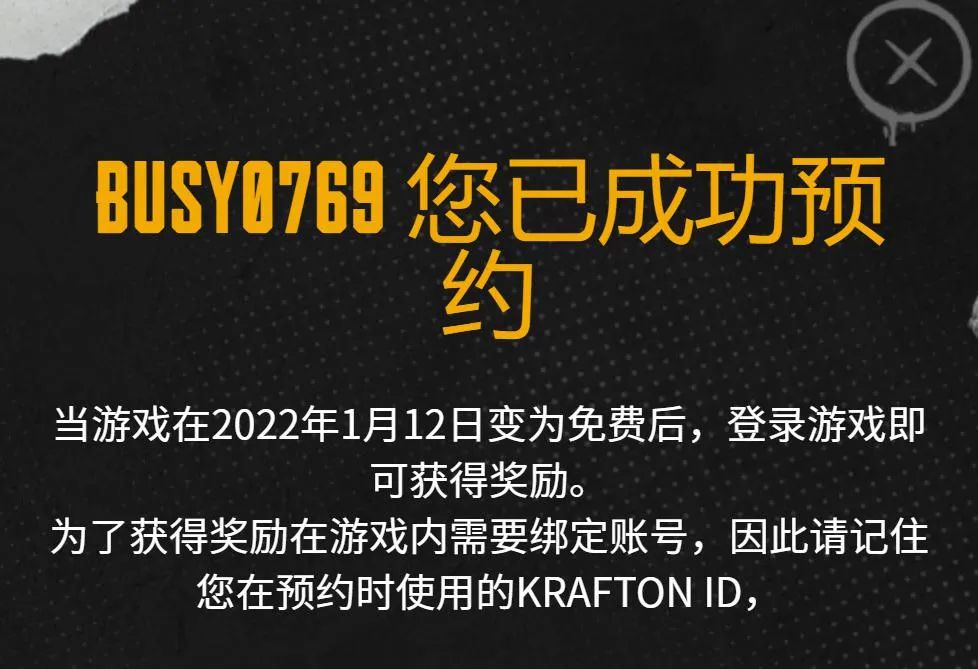 BUSY0769 您已成功预
约
当游戏在2022年1月12日变为免费后，登录游戏即
可获得奖励。
为了获得奖励在游戏内需要绑定账号，因此请记住
您在预约时使用的KRAFTON ID，